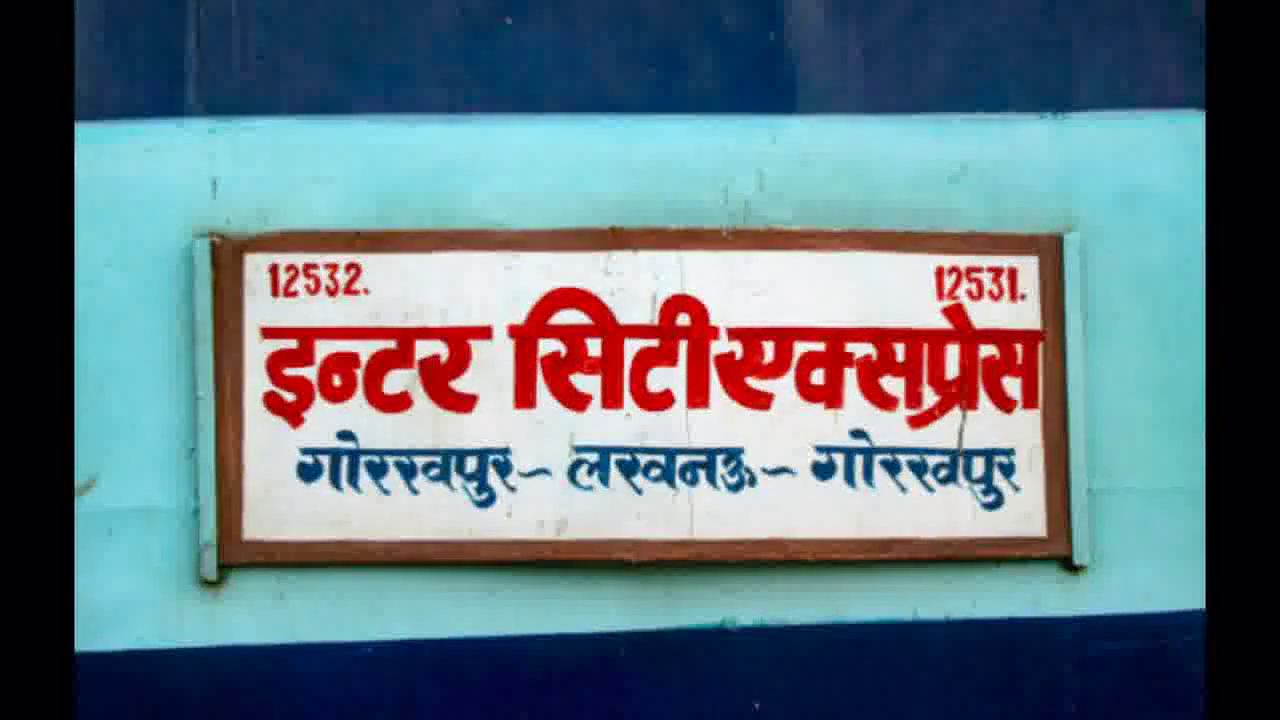 12532. 12531.
इन्टर सिटी एक्सप्रेस
गोरखपुर - लखनऊ - गोरखपुर